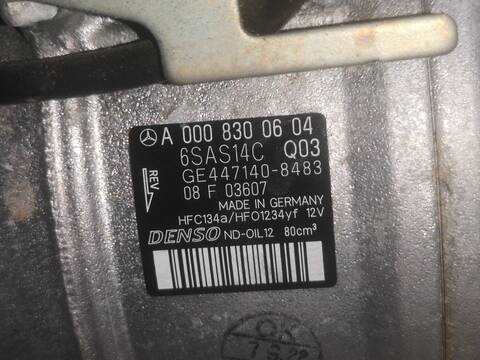 A 000 830 06 04
6SAS14C Q03
GE447140-8483
08 F 03607
REV
MADE IN GERMANY
HFC134a/HFO1234yf 12V
DENSO ND-OIL12 80cm³
OK